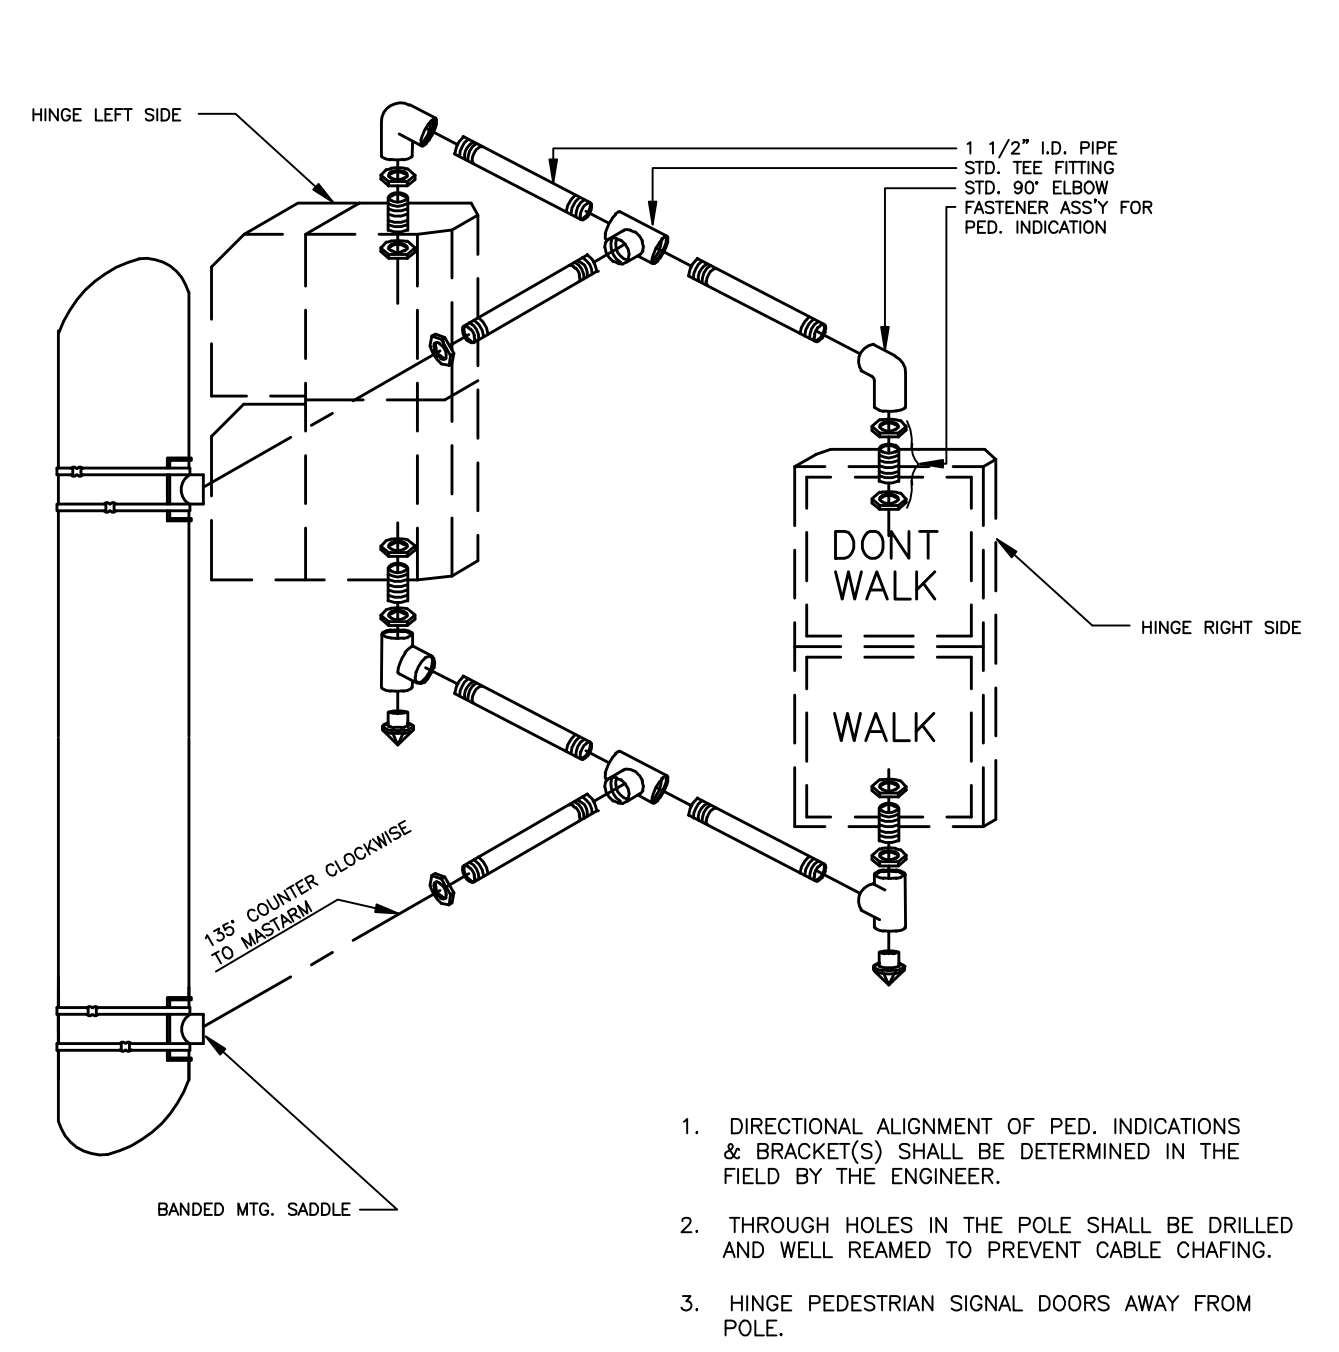 HINGE LEFT SIDE
1 1/2" I.D. PIPE
STD. TEE FITTING
STD. 90° ELBOW
FASTENER ASS'Y FOR
PED. INDICATION
DONT
WALK
HINGE RIGHT SIDE
WALK
135° COUNTER CLOCKWISE
TO MASTARM
BANDED MTG. SADDLE
1. DIRECTIONAL ALIGNMENT OF PED. INDICATIONS
& BRACKET(S) SHALL BE DETERMINED IN THE
FIELD BY THE ENGINEER.
2. THROUGH HOLES IN THE POLE SHALL BE DRILLED
AND WELL REAMED TO PREVENT CABLE CHAFING.
3. HINGE PEDESTRIAN SIGNAL DOORS AWAY FROM
POLE.